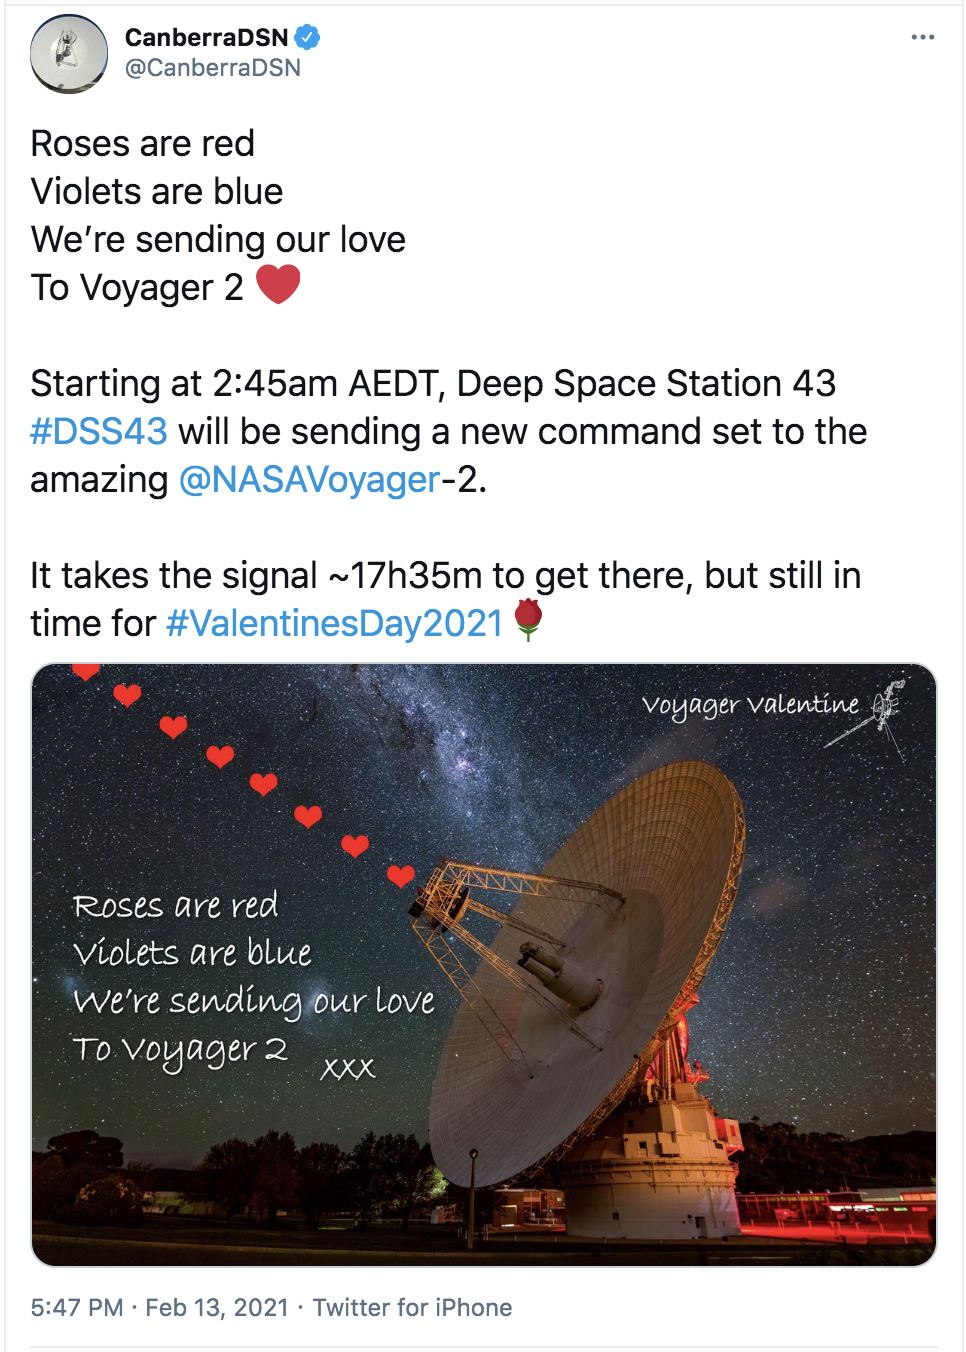 CanberraDSN
@CanberraDSN
Roses are red
Violets are blue
We're sending our love
To Voyager 2 ❤️
Starting at 2:45am AEDT, Deep Space Station 43
#DSS43 will be sending a new command set to the
amazing @NASAVoyager-2.
It takes the signal ~17h35m to get there, but still in
time for #ValentinesDay2021 🌹
Voyager Valentine
Roses are red
Violets are blue
We're sending our love
To Voyager 2
xxx
5:47 PM · Feb 13, 2021 · Twitter for iPhone